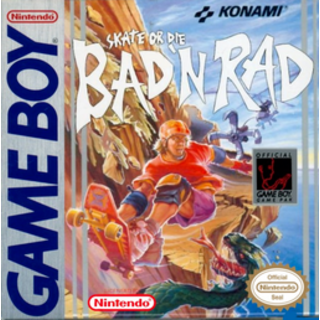 Nintendo
GAME BOY
KONAMI
SKATE OR DIE
BAD 'N RAD
OFFICIAL
GAME BOY
GAME PAK
Nintendo
Official
Nintendo
Seal